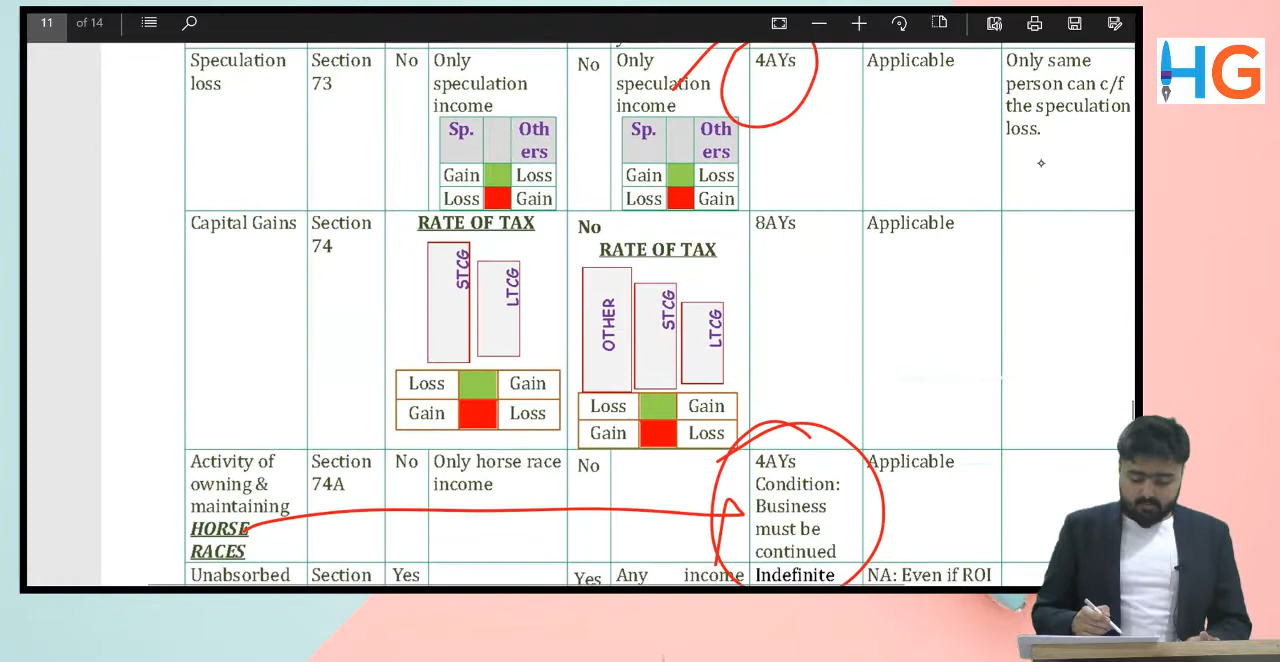 11 of 14
HG
Speculation loss
Section 73
No
Only speculation income
Sp.
Oth ers
Gain
Loss
Loss
Gain
No
Only speculation income
Sp.
Oth ers
Gain
Loss
Loss
Gain
4AYs
Applicable
Only same person can c/f the speculation loss.
Capital Gains
Section 74
RATE OF TAX
STCG
LTCG
Loss
Gain
Gain
Loss
No
RATE OF TAX
OTHER
STCG
LTCG
Loss
Gain
Gain
Loss
8AYs
Applicable
Activity of owning & maintaining HORSE RACES
Section 74A
No
Only horse race income
No
4AYs Condition: Business must be continued
Applicable
Unabsorbed
Section
Yes
Yes
Any income
Indefinite
NA: Even if ROI